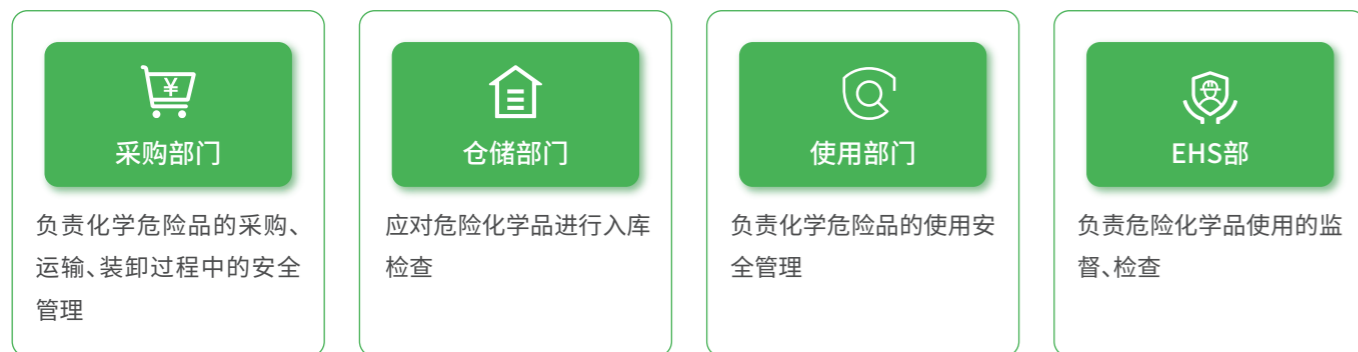 采购部门
负责化学危险品的采购、
运输、装卸过程中的安全
管理
仓储部门
应对危险化学品进行入库
检查
使用部门
负责化学危险品的使用安
全管理
EHS部
负责危险化学品使用的监
督、检查